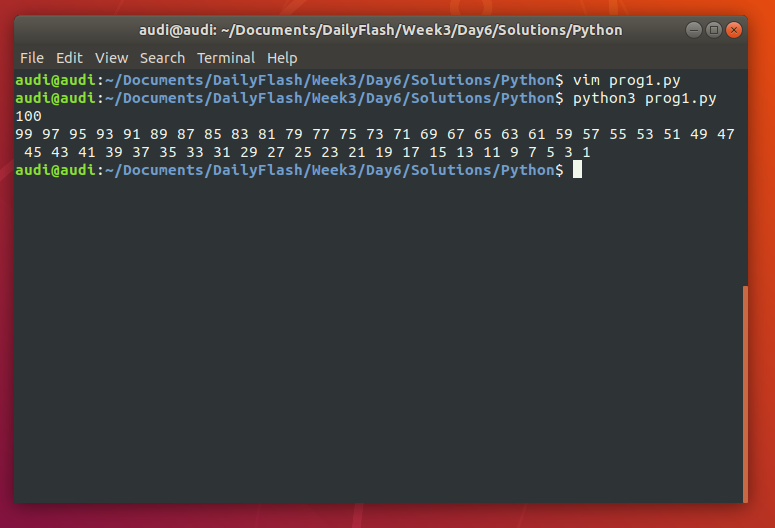 audi@audi: ~/Documents/DailyFlash/Week3/Day6/Solutions/Python
File Edit View Search Terminal Help
audi@audi:~/Documents/DailyFlash/Week3/Day6/Solutions/Python$ vim prog1.py
audi@audi:~/Documents/DailyFlash/Week3/Day6/Solutions/Python$ python3 prog1.py
100
99 97 95 93 91 89 87 85 83 81 79 77 75 73 71 69 67 65 63 61 59 57 55 53 51 49 47
45 43 41 39 37 35 33 31 29 27 25 23 21 19 17 15 13 11 9 7 5 3 1
audi@audi:~/Documents/DailyFlash/Week3/Day6/Solutions/Python$